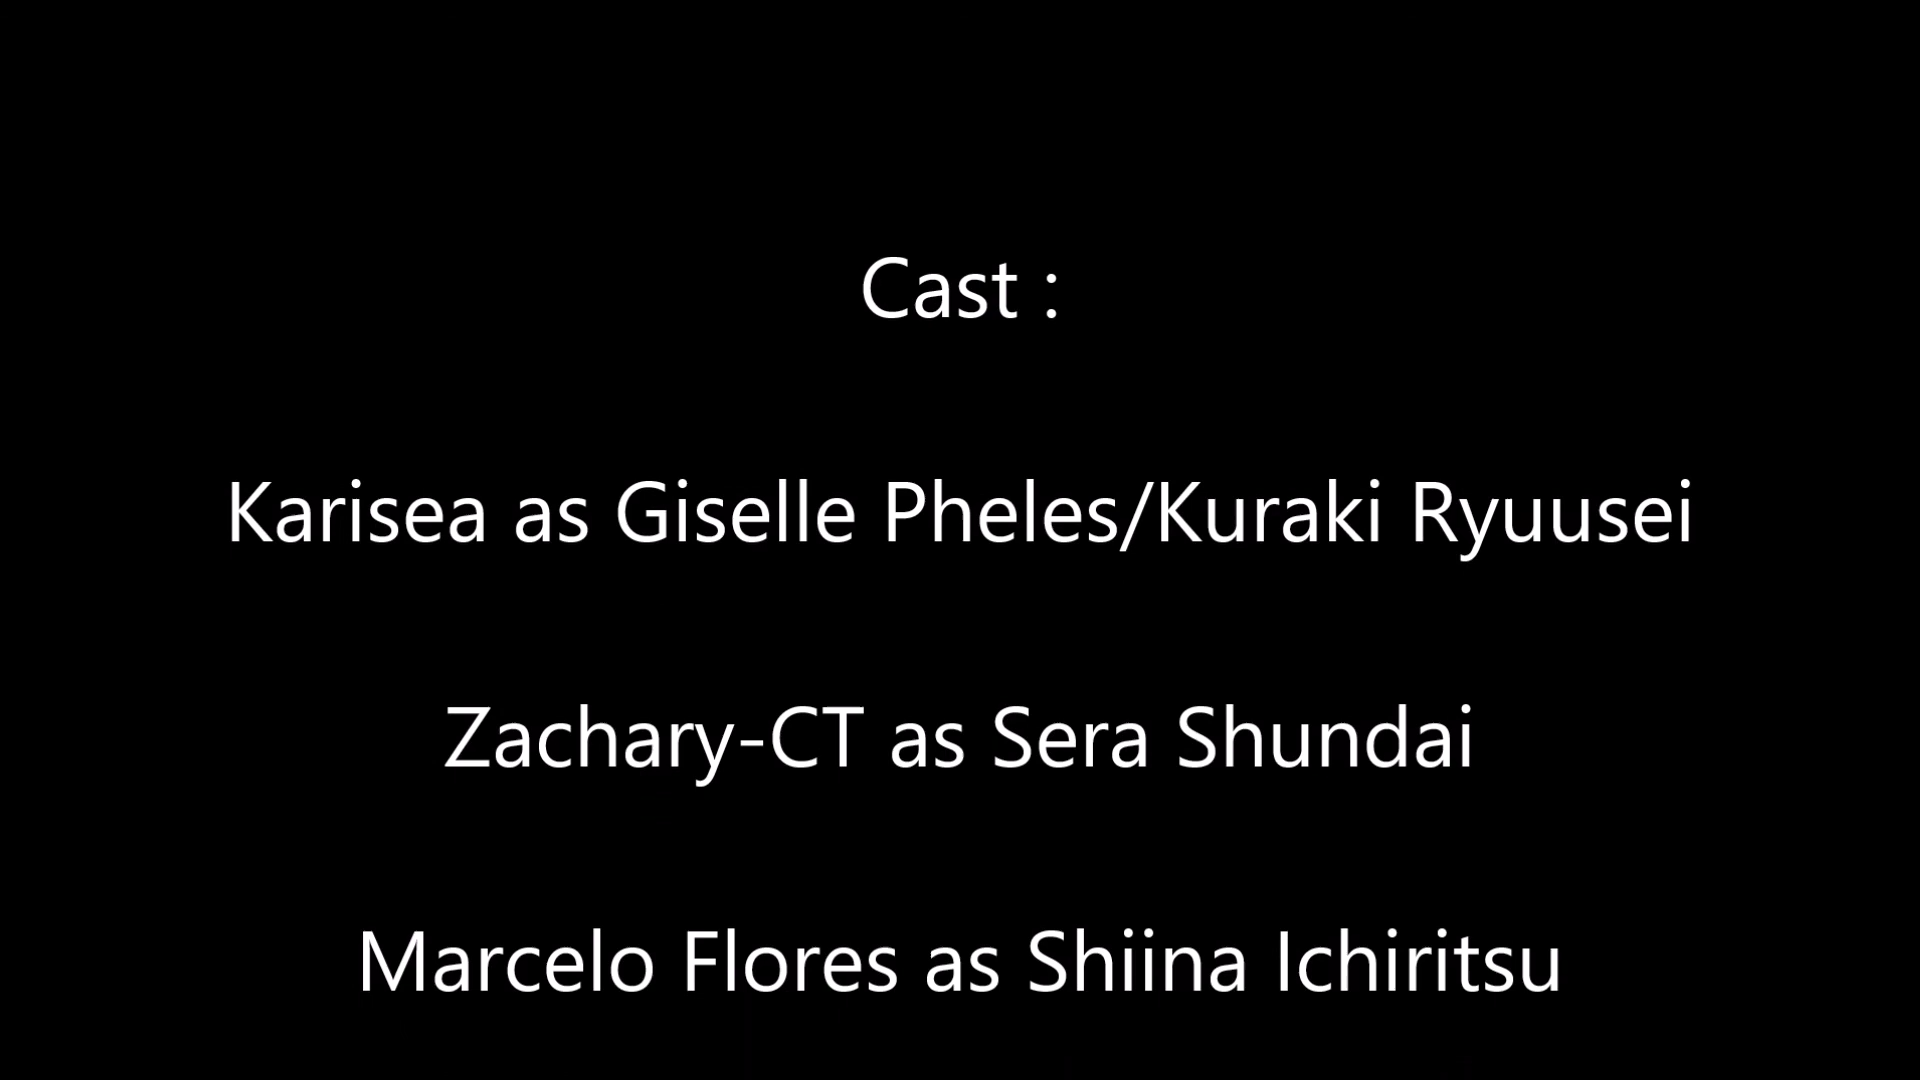 Cast :
Karisea as Giselle Pheles/Kuraki Ryuusei
Zachary-CT as Sera Shundai
Marcelo Flores as Shiina Ichiritsu